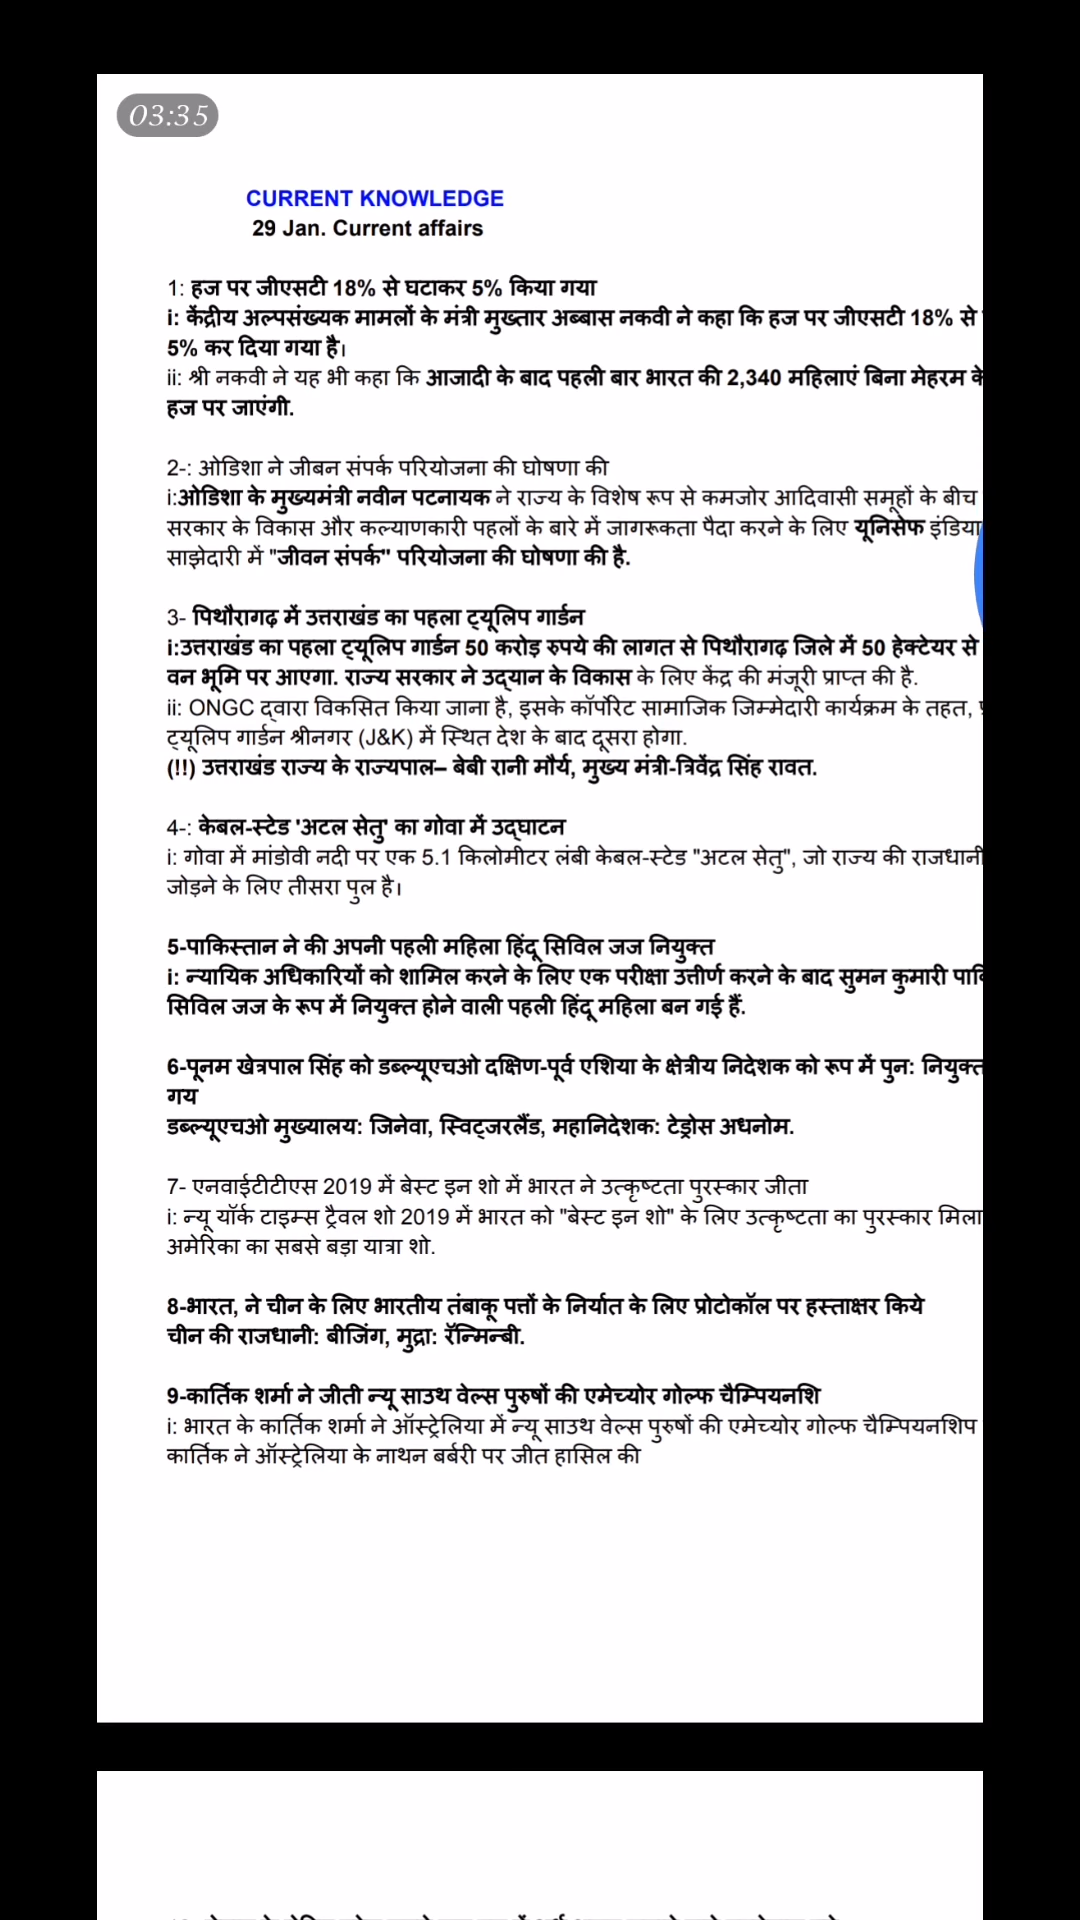 03:35
CURRENT KNOWLEDGE
29 Jan. Current affairs
1: हज पर जीएसटी 18% से घटाकर 5% किया गया
i: केंद्रीय अल्पसंख्यक मामलों के मंत्री मुख्तार अब्बास नकवी ने कहा कि हज पर जीएसटी 18% से
5% कर दिया गया है।
ii: श्री नकवी ने यह भी कहा कि आजादी के बाद पहली बार भारत की 2,340 महिलाएं बिना मेहरम के
हज पर जाएंगी.
2-: ओडिशा ने जीबन संपर्क परियोजना की घोषणा की
i:ओडिशा के मुख्यमंत्री नवीन पटनायक ने राज्य के विशेष रूप से कमजोर आदिवासी समूहों के बीच
सरकार के विकास और कल्याणकारी पहलों के बारे में जागरूकता पैदा करने के लिए यूनिसेफ इंडिया
साझेदारी में "जीवन संपर्क" परियोजना की घोषणा की है.
3- पिथौरागढ़ में उत्तराखंड का पहला ट्यूलिप गार्डन
i:उत्तराखंड का पहला ट्यूलिप गार्डन 50 करोड़ रुपये की लागत से पिथौरागढ़ जिले में 50 हेक्टेयर से
वन भूमि पर आएगा. राज्य सरकार ने उद्यान के विकास के लिए केंद्र की मंजूरी प्राप्त की है.
ii: ONGC द्वारा विकसित किया जाना है, इसके कॉर्पोरेट सामाजिक जिम्मेदारी कार्यक्रम के तहत,
ट्यूलिप गार्डन श्रीनगर (J&K) में स्थित देश के बाद दूसरा होगा.
(!!) उत्तराखंड राज्य के राज्यपाल– बेबी रानी मौर्य, मुख्य मंत्री-त्रिवेंद्र सिंह रावत.
4-: केबल-स्टेड 'अटल सेतु' का गोवा में उद्घाटन
i: गोवा में मांडोवी नदी पर एक 5.1 किलोमीटर लंबी केबल-स्टेड "अटल सेतु", जो राज्य की राजधानी
जोड़ने के लिए तीसरा पुल है।
5-पाकिस्तान ने की अपनी पहली महिला हिंदू सिविल जज नियुक्त
i: न्यायिक अधिकारियों को शामिल करने के लिए एक परीक्षा उत्तीर्ण करने के बाद सुमन कुमारी
सिविल जज के रूप में नियुक्त होने वाली पहली हिंदू महिला बन गई हैं.
6-पूनम खेत्रपाल सिंह को डब्ल्यूएचओ दक्षिण-पूर्व एशिया के क्षेत्रीय निदेशक को रूप में पुन: नियुक्त
गय
डब्ल्यूएचओ मुख्यालय: जिनेवा, स्विट्जरलैंड, महानिदेशक: टेड्रोस अधनोम.
7- एनवाईटीटीएस 2019 में बेस्ट इन शो में भारत ने उत्कृष्टता पुरस्कार जीता
i: न्यू यॉर्क टाइम्स ट्रैवल शो 2019 में भारत को "बेस्ट इन शो" के लिए उत्कृष्टता का पुरस्कार मिला
अमेरिका का सबसे बड़ा यात्रा शो.
8-भारत, ने चीन के लिए भारतीय तंबाकू पत्तों के निर्यात के लिए प्रोटोकॉल पर हस्ताक्षर किये
चीन की राजधानी: बीजिंग, मुद्रा: रॅन्मिन्बी.
9-कार्तिक शर्मा ने जीती न्यू साउथ वेल्स पुरुषों की एमेच्योर गोल्फ चैम्पियनशि
i: भारत के कार्तिक शर्मा ने ऑस्ट्रेलिया में न्यू साउथ वेल्स पुरुषों की एमेच्योर गोल्फ चैम्पियनशिप
कार्तिक ने ऑस्ट्रेलिया के नाथन बर्बरी पर जीत हासिल की